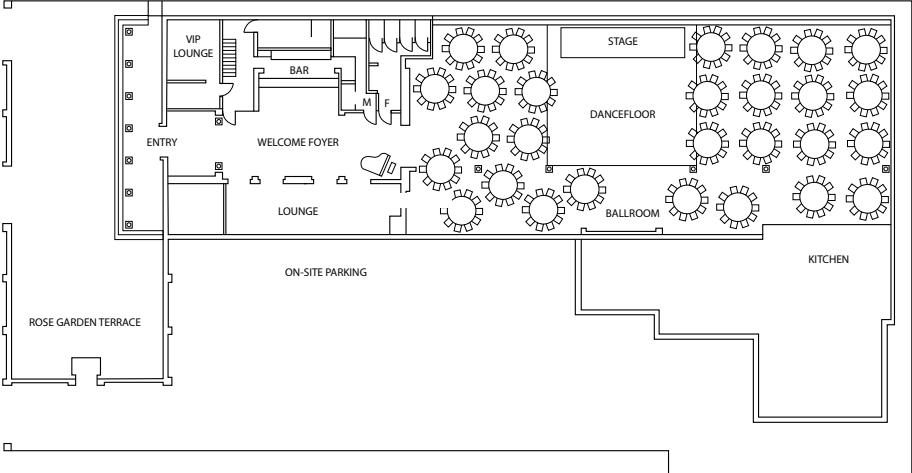 VIP
LOUNGE
STAGE
BAR
M
F
DANCEFLOOR
ENTRY
WELCOME FOYER
LOUNGE
BALLROOM
KITCHEN
ON-SITE PARKING
ROSE GARDEN TERRACE